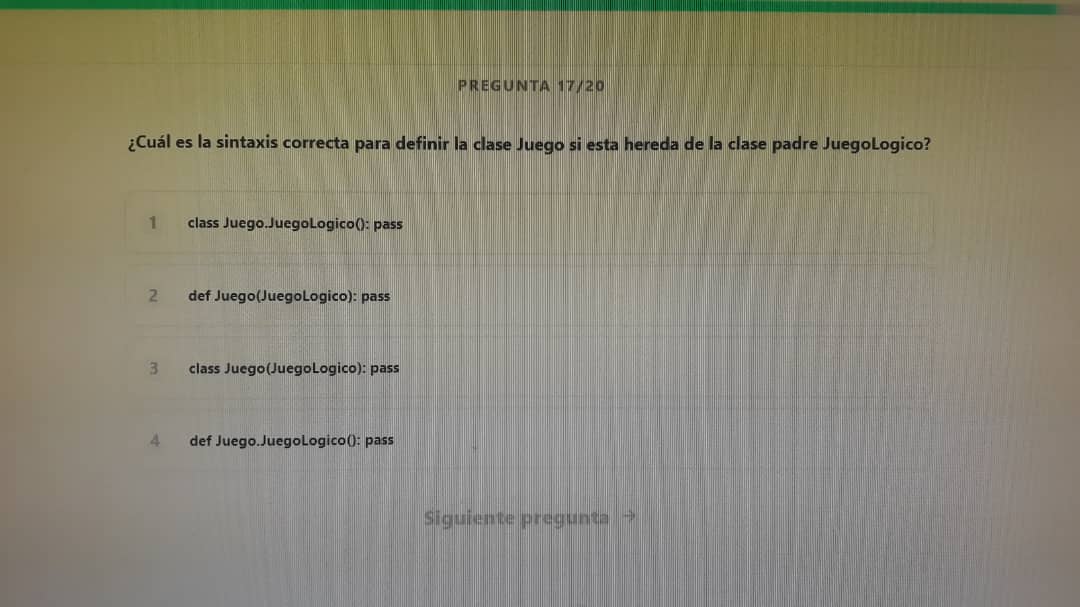 PREGUNTA 17/20
¿Cuál es la sintaxis correcta para definir la clase Juego si esta hereda de la clase padre JuegoLogico?
1 class Juego.JuegoLogico(): pass
2 def Juego(JuegoLogico): pass
3 class Juego(JuegoLogico): pass
4 def Juego.JuegoLogico(): pass
Siguiente pregunta →